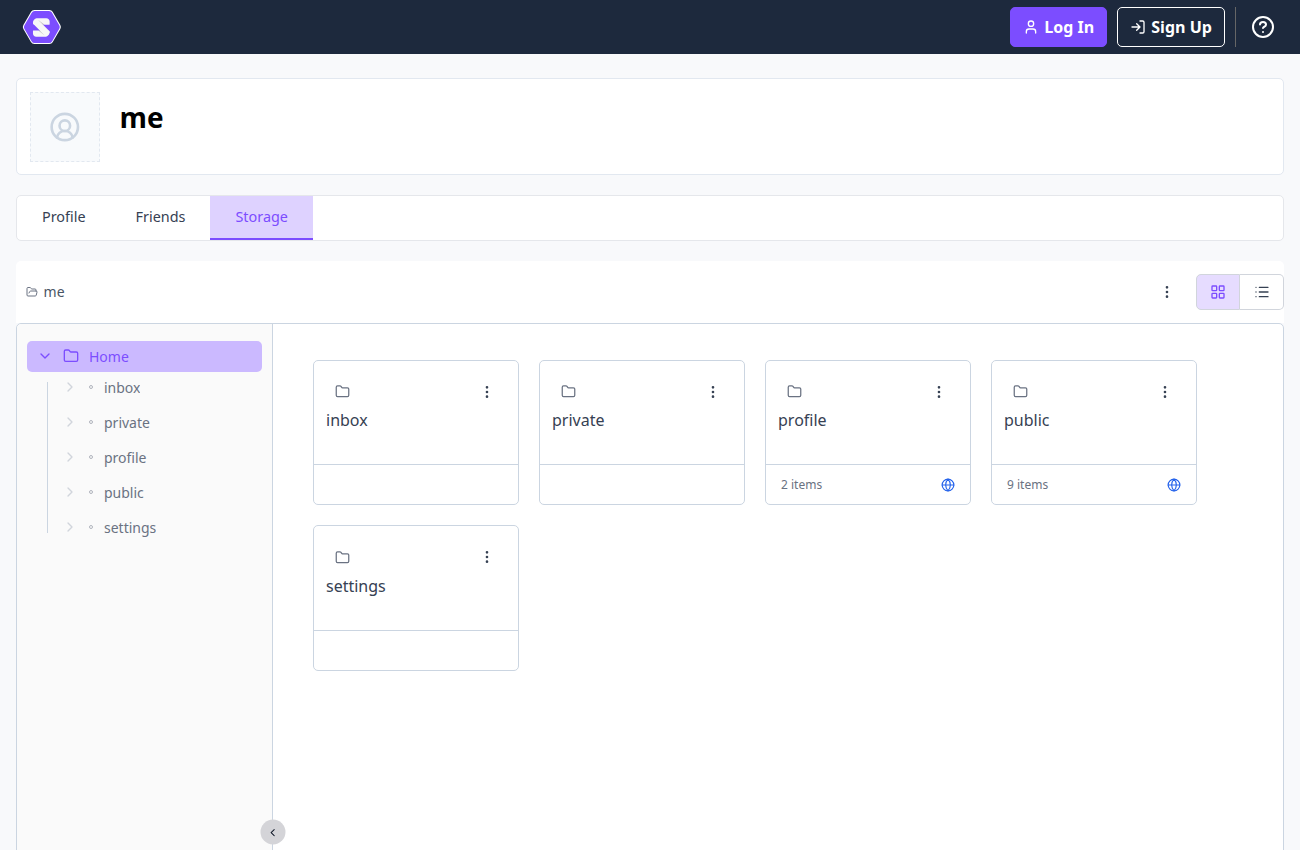 Log In
Sign Up
me
Profile
Friends
Storage
me
Home
inbox
private
profile
public
settings
inbox
private
profile
2 items
public
9 items
settings